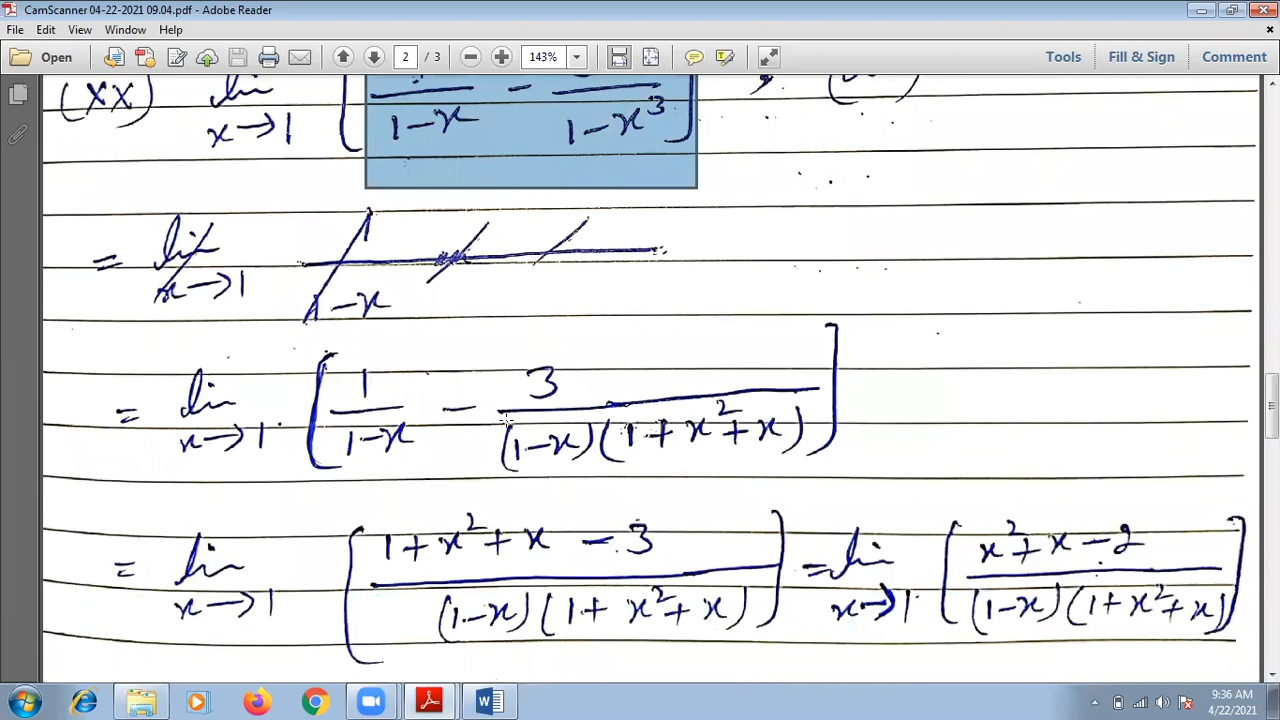 CamScanner 04-22-2021 09.04.pdf - Adobe Reader
File Edit View Window Help
Open 2 / 3 143% Tools Fill & Sign Comment
(XX) lim x→1 [ 1-x - 1-x³ ]
= lim x→1 1-x
= lim x→1 [ 1/(1-x) - 3/((1-x)(1+x²+x)) ]
= lim x→1 [ (1+x²+x-3)/((1-x)(1+x²+x)) ] = lim x→1 [ (x²+x-2)/((1-x)(1+x²+x)) ]
9:36 AM
4/22/2021